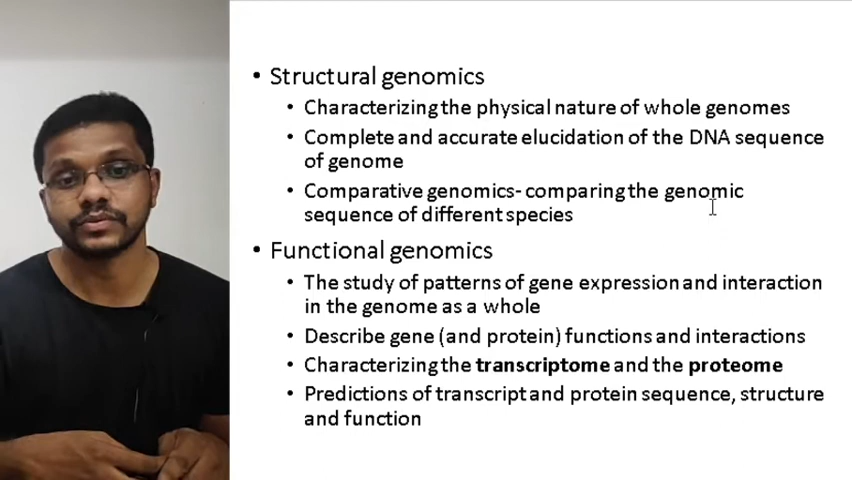 • Structural genomics
• Characterizing the physical nature of whole genomes
• Complete and accurate elucidation of the DNA sequence
of genome
• Comparative genomics- comparing the genomic
sequence of different species
• Functional genomics
• The study of patterns of gene expression and interaction
in the genome as a whole
• Describe gene (and protein) functions and interactions
• Characterizing the transcriptome and the proteome
• Predictions of transcript and protein sequence, structure
and function